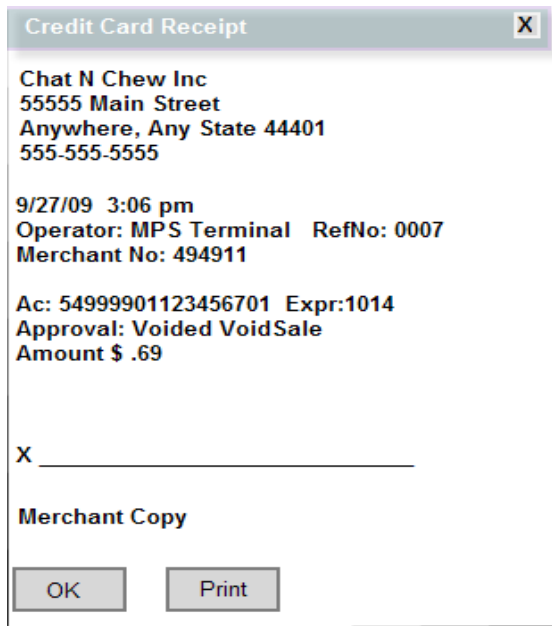 Credit Card Receipt X
Chat N Chew Inc
55555 Main Street
Anywhere, Any State 44401
555-555-5555
9/27/09 3:06 pm
Operator: MPS Terminal RefNo: 0007
Merchant No: 494911
Ac: 54999901123456701 Expr:1014
Approval: Voided VoidSale
Amount $ .69
X ______________________________
Merchant Copy
OK Print